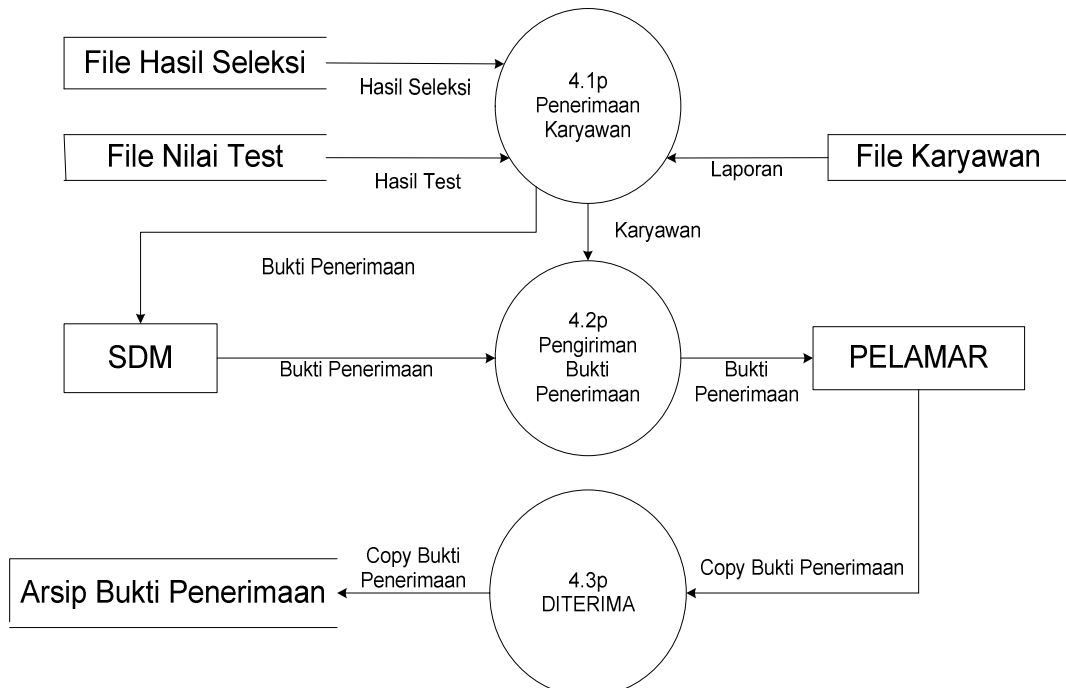 File Hasil Seleksi
Hasil Seleksi
4.1p
Penerimaan
Karyawan
File Nilai Test
Hasil Test
File Karyawan
Laporan
Karyawan
Bukti Penerimaan
SDM
Bukti Penerimaan
4.2p
Pengiriman
Bukti
Penerimaan
Bukti
Penerimaan
PELAMAR
Copy Bukti Penerimaan
4.3p
DITERIMA
Copy Bukti
Penerimaan
Arsip Bukti Penerimaan